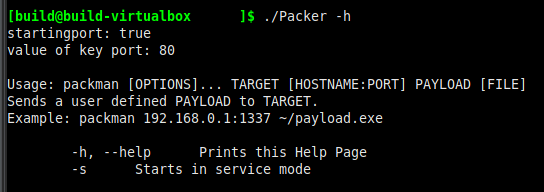 [build@build-virtualbox ]$ ./Packer -h
startingport: true
value of key port: 80
Usage: packman [OPTIONS]... TARGET [HOSTNAME:PORT] PAYLOAD [FILE]
Sends a user defined PAYLOAD to TARGET.
Example: packman 192.168.0.1:1337 ~/payload.exe
-h, --help Prints this Help Page
-s Starts in service mode